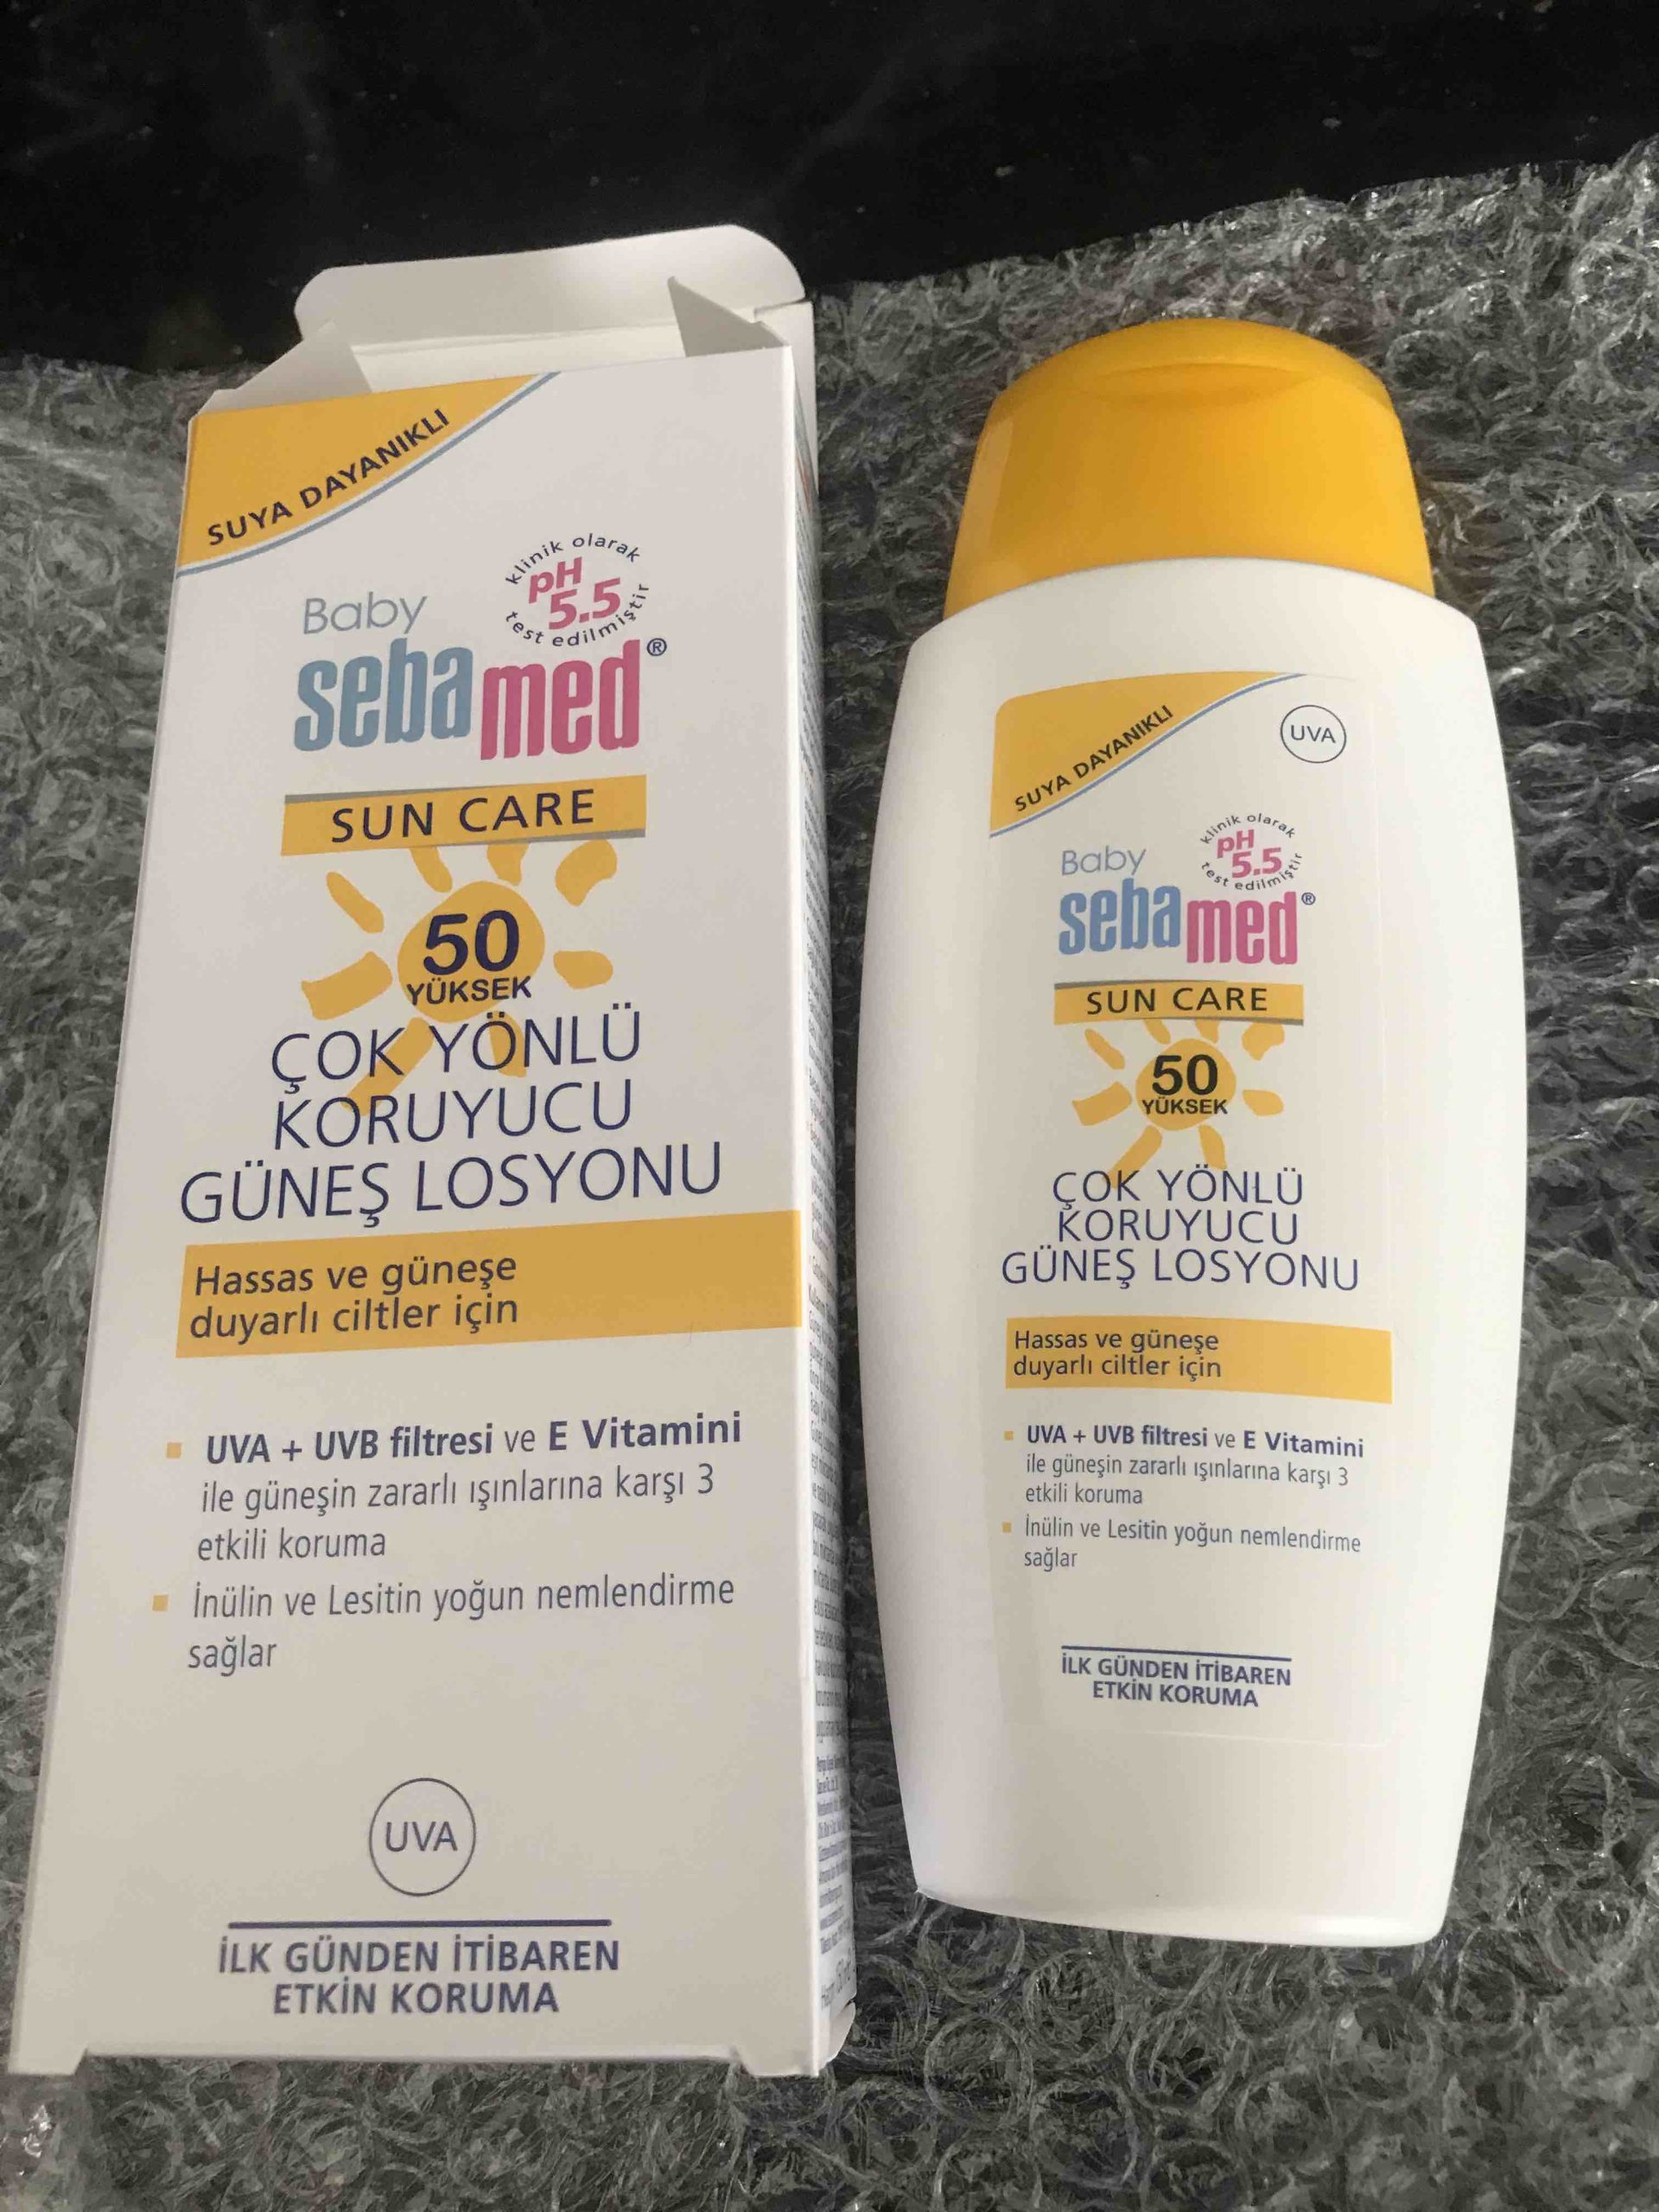 SUYA DAYANIKLI
klinik olarak
pH
5.5
test edilmiştir
Baby
sebamed®
SUN CARE
50
YÜKSEK
ÇOK YÖNLÜ
KORUYUCU
GÜNEŞ LOSYONU
Hassas ve güneşe
duyarlı ciltler için
UVA + UVB filtresi ve E Vitamini
ile güneşin zararlı ışınlarına karşı 3
etkili koruma
İnülin ve Lesitin yoğun nemlendirme
sağlar
UVA
İLK GÜNDEN İTİBAREN
ETKİN KORUMA
SUYA DAYANIKLI
UVA
klinik olarak
pH
5.5
test edilmiştir
Baby
sebamed®
SUN CARE
50
YÜKSEK
ÇOK YÖNLÜ
KORUYUCU
GÜNEŞ LOSYONU
Hassas ve güneşe
duyarlı ciltler için
UVA + UVB filtresi ve E Vitamini
ile güneşin zararlı ışınlarına karşı 3
etkili koruma
İnülin ve Lesitin yoğun nemlendirme
sağlar
İLK GÜNDEN İTİBAREN
ETKİN KORUMA